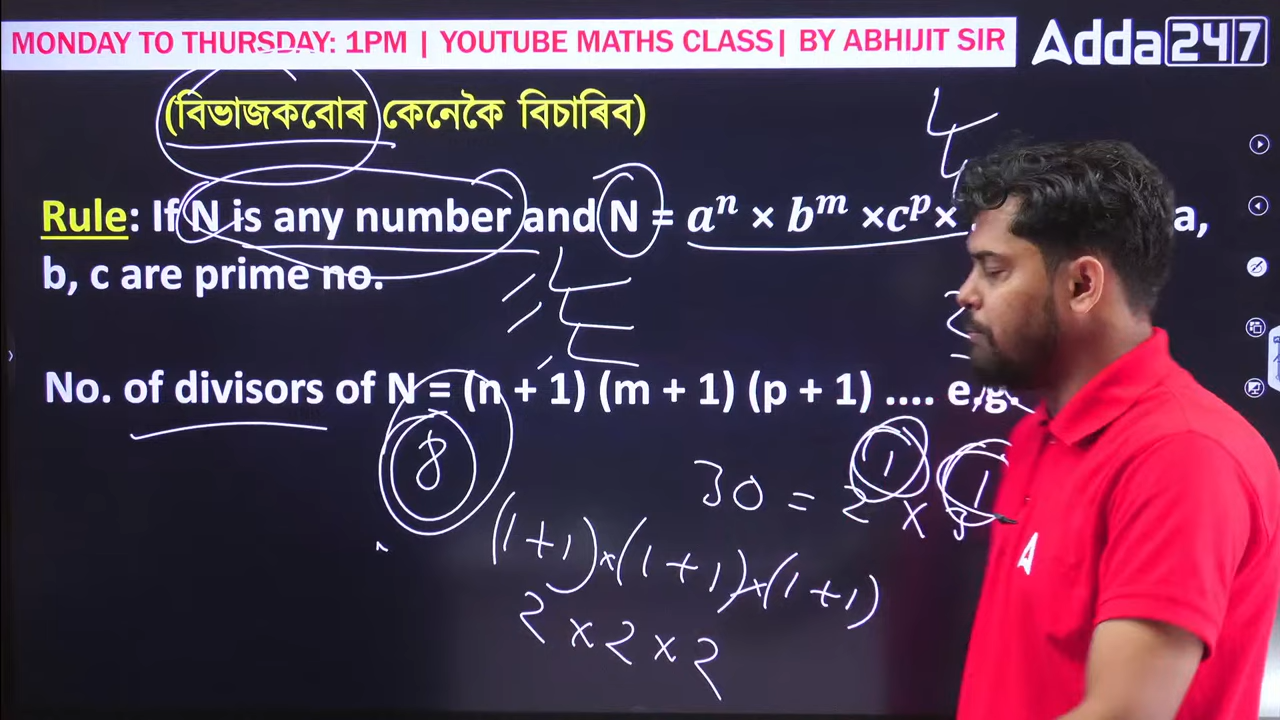 MONDAY TO THURSDAY: 1PM | YOUTUBE MATHS CLASS| BY ABHIJIT SIR
Adda247
(বিভাজকবোৰ কেনেকৈ বিচাৰিব)
Rule: If N is any number and N = aⁿ × bᵐ ×cᵖ× a,
b, c are prime no.
No. of divisors of N = (n + 1) (m + 1) (p + 1) .... e.g.
8
30 = 2¹ × 3¹
(1+1)×(1+1)×(1+1)
2×2×2
A